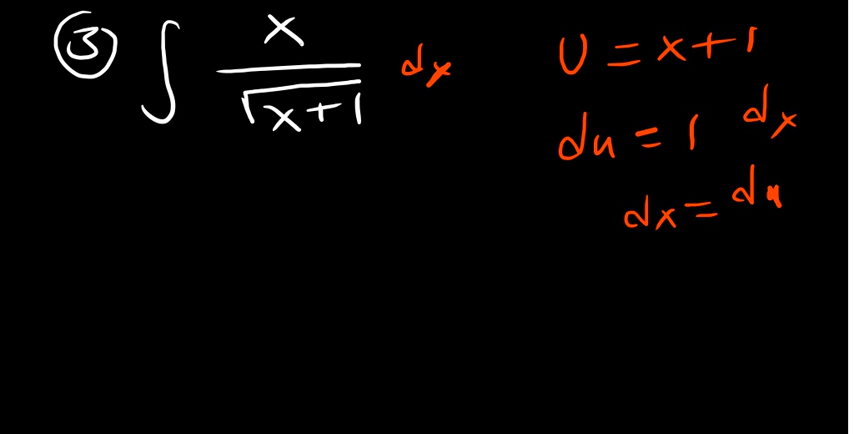 ③ ∫ x/√(x+1) dx
U = x+1
du = 1 dx
dx = du